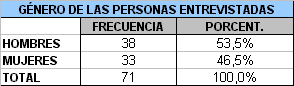 GÉNERO DE LAS PERSONAS ENTREVISTADAS
FRECUENCIA PORCENT.
HOMBRES 38 53,5%
MUJERES 33 46,5%
TOTAL 71 100,0%